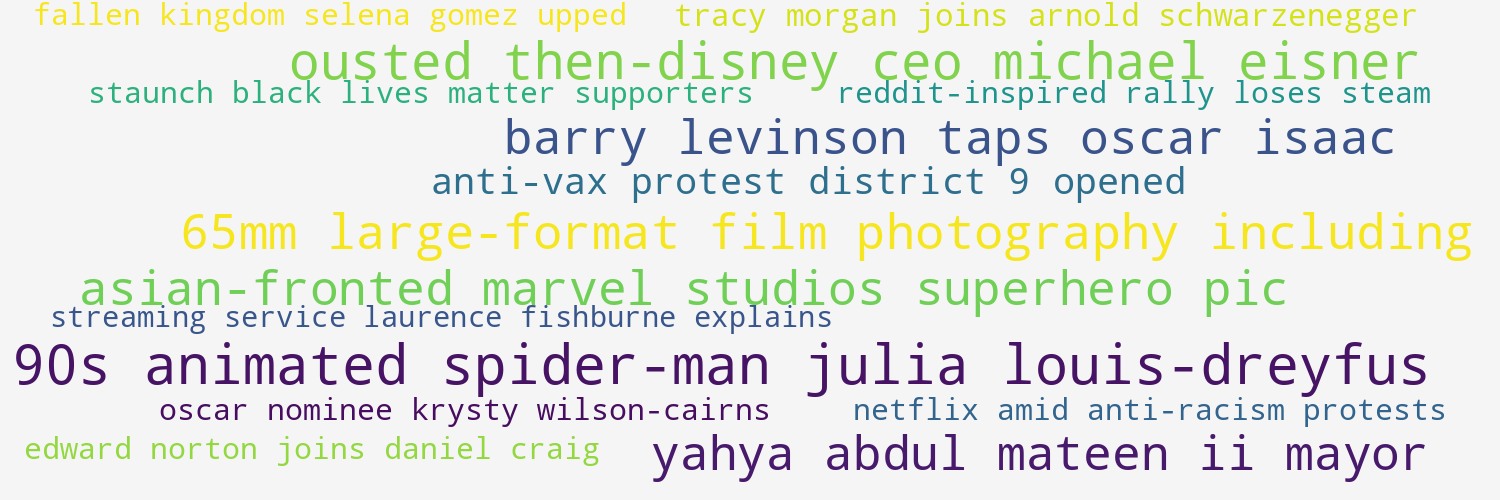 fallen kingdom selena gomez upped
tracy morgan joins arnold schwarzenegger
ousted then-disney ceo michael eisner
staunch black lives matter supporters
reddit-inspired rally loses steam
barry levinson taps oscar isaac
anti-vax protest district 9 opened
65mm large-format film photography including
asian-fronted marvel studios superhero pic
streaming service laurence fishburne explains
90s animated spider-man julia louis-dreyfus
oscar nominee krysty wilson-cairns
netflix amid anti-racism protests
edward norton joins daniel craig
yahya abdul mateen ii mayor